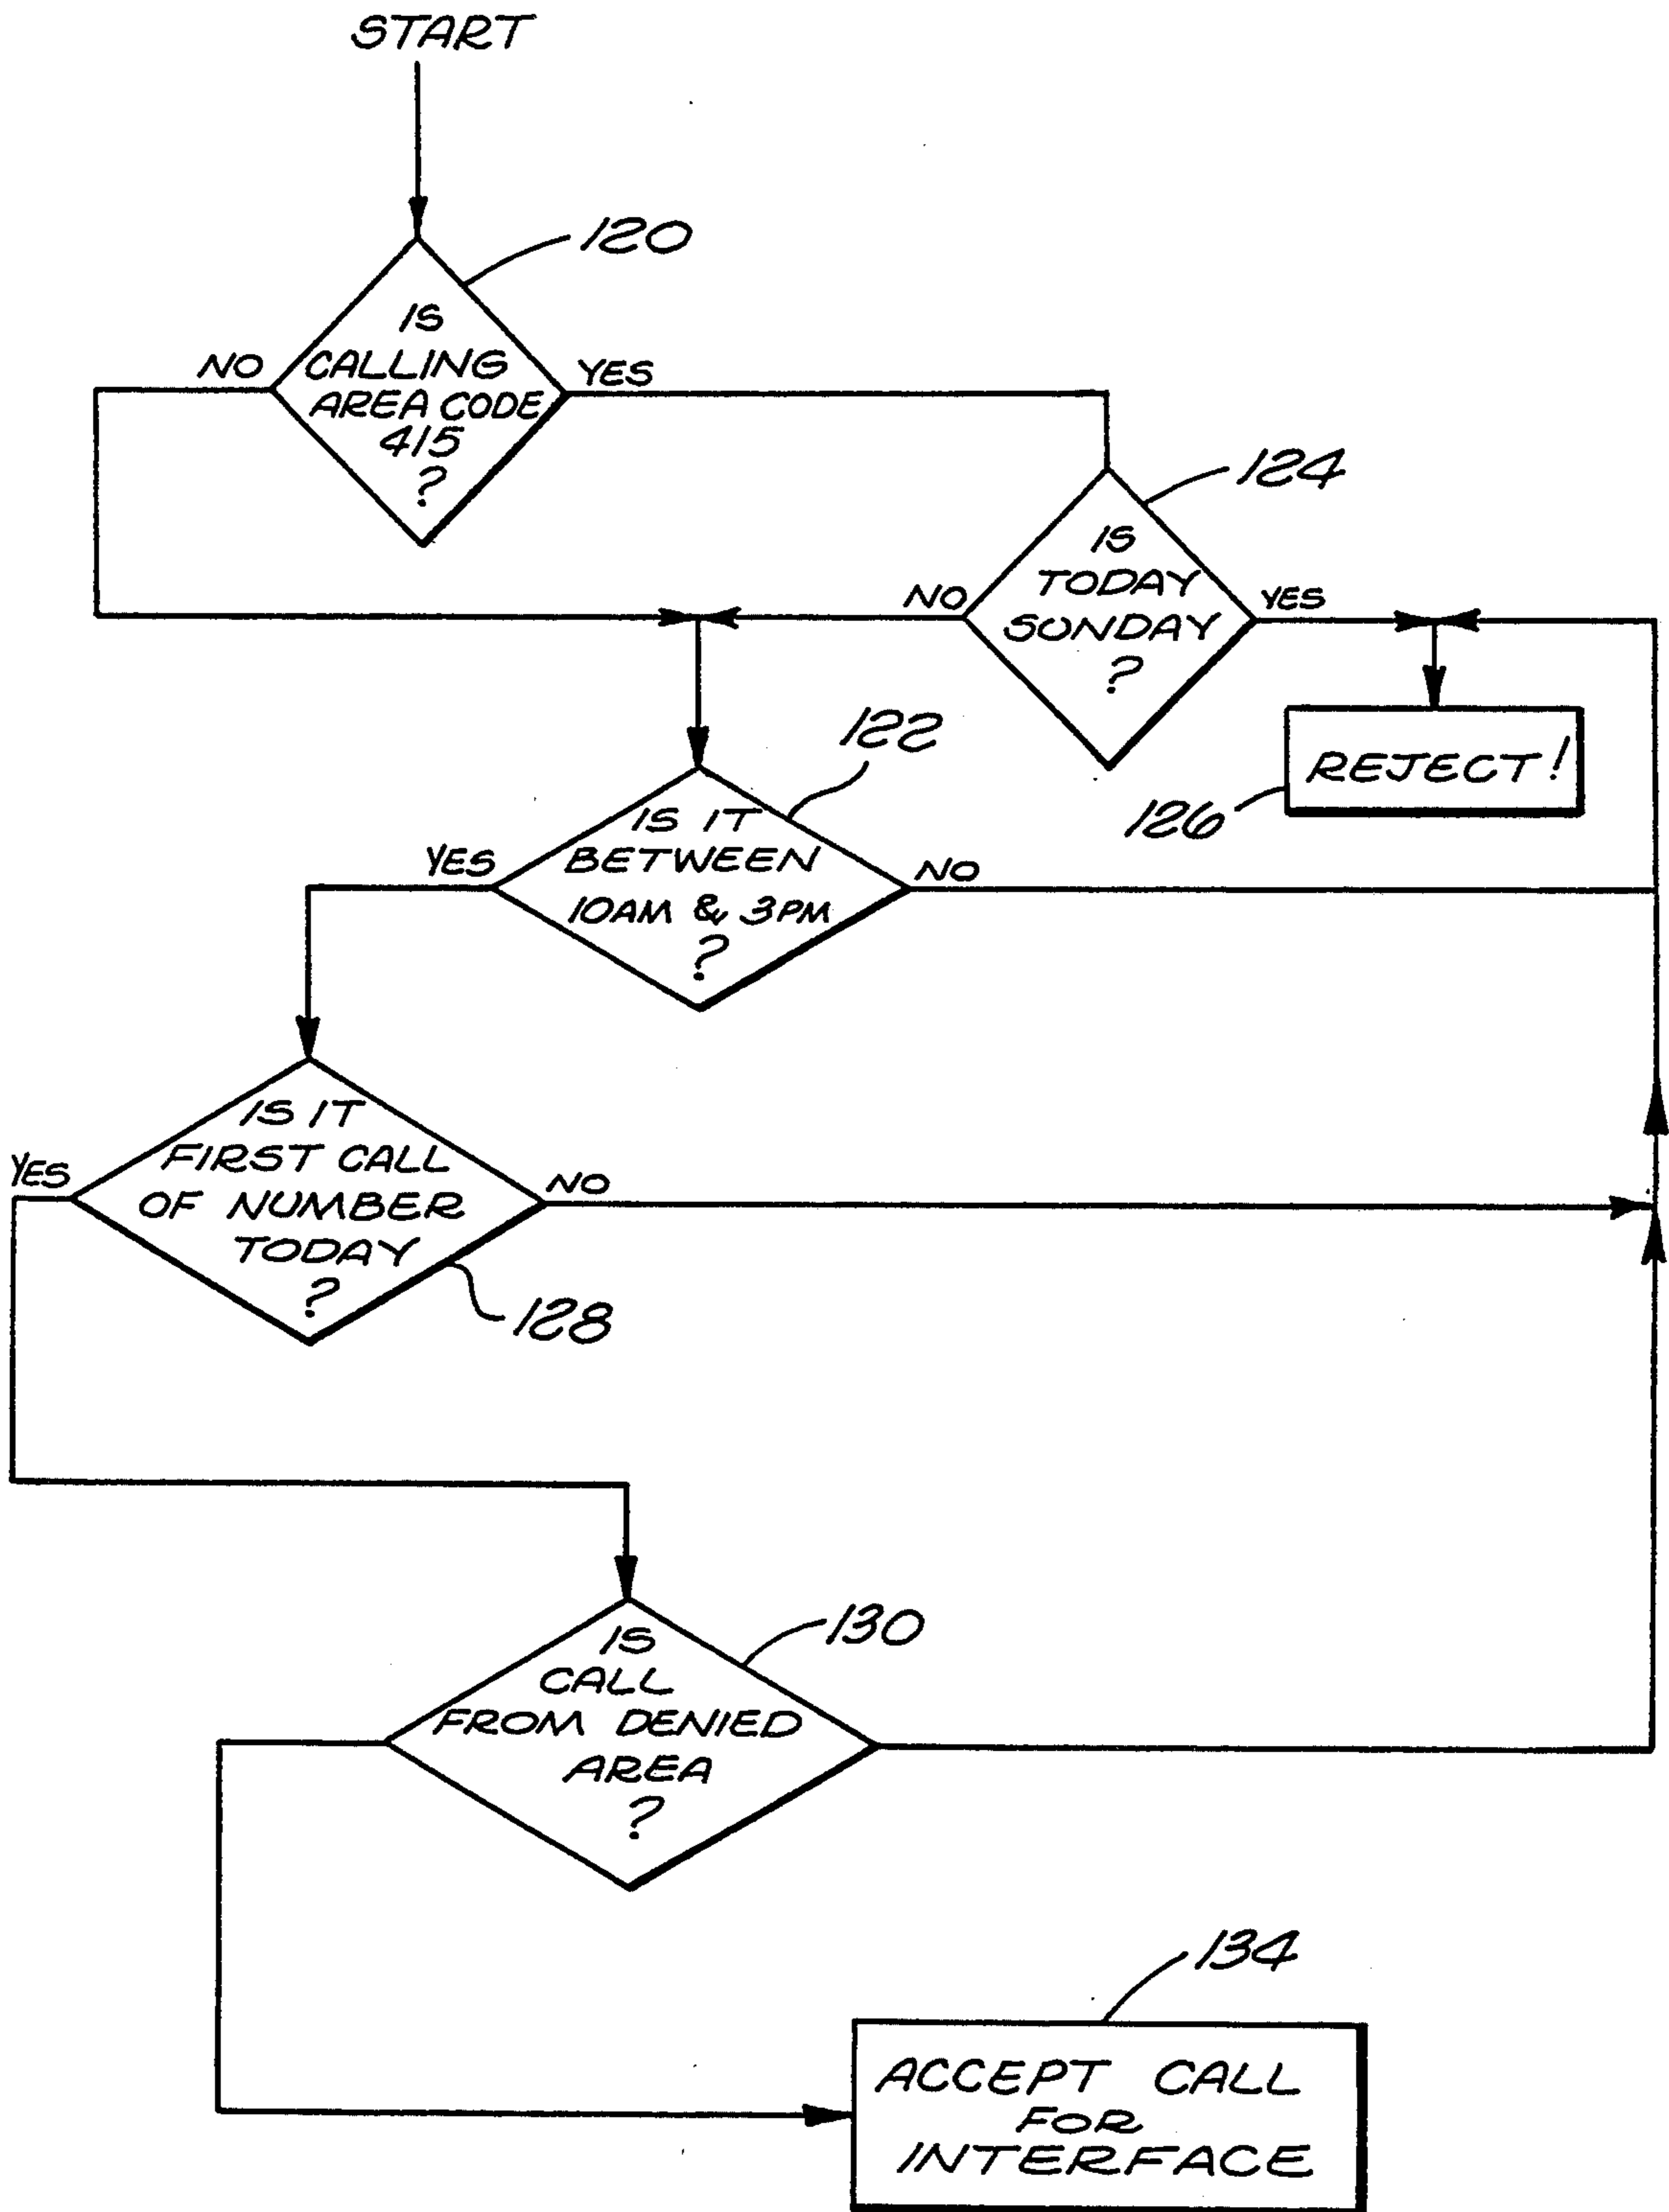 START
120
IS
CALLING
AREA CODE
415
?
NO
YES
124
IS
TODAY
SUNDAY
?
NO
YES
REJECT!
126
122
IS IT
BETWEEN
10AM & 3PM
?
YES
NO
IS IT
FIRST CALL
OF NUMBER
TODAY
?
YES
NO
128
130
IS
CALL
FROM DENIED
AREA
?
134
ACCEPT CALL
FOR
INTERFACE